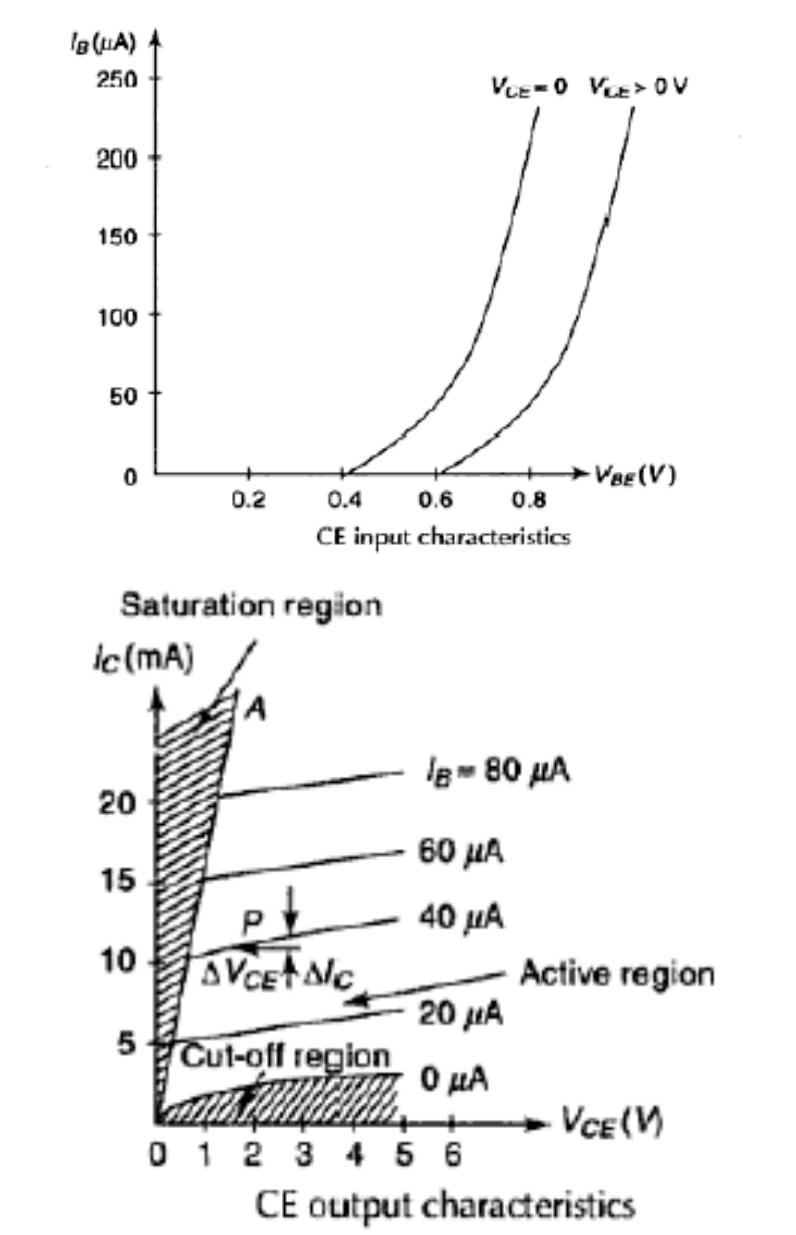 I_B (μA)
250
V_CE = 0 V_CE > 0 V
200
150
100
50
0
V_BE (V)
0.2 0.4 0.6 0.8
CE input characteristics
Saturation region
I_C (mA)
A
I_B = 80 μA
20
60 μA
15
P
40 μA
10
ΔV_CE ΔI_C
Active region
20 μA
5
Cut-off region
0 μA
V_CE (V)
0 1 2 3 4 5 6
CE output characteristics